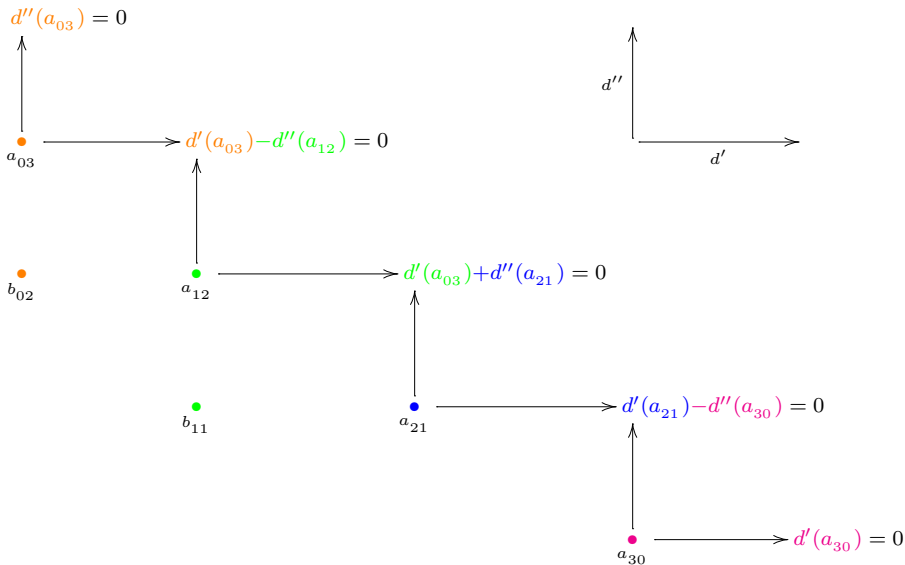 d''(a₀₃) = 0
d''
a₀₃
d'(a₀₃)−d''(a₁₂) = 0
d'
b₀₂
a₁₂
d'(a₀₃)+d''(a₂₁) = 0
b₁₁
a₂₁
d'(a₂₁)−d''(a₃₀) = 0
a₃₀
d'(a₃₀) = 0